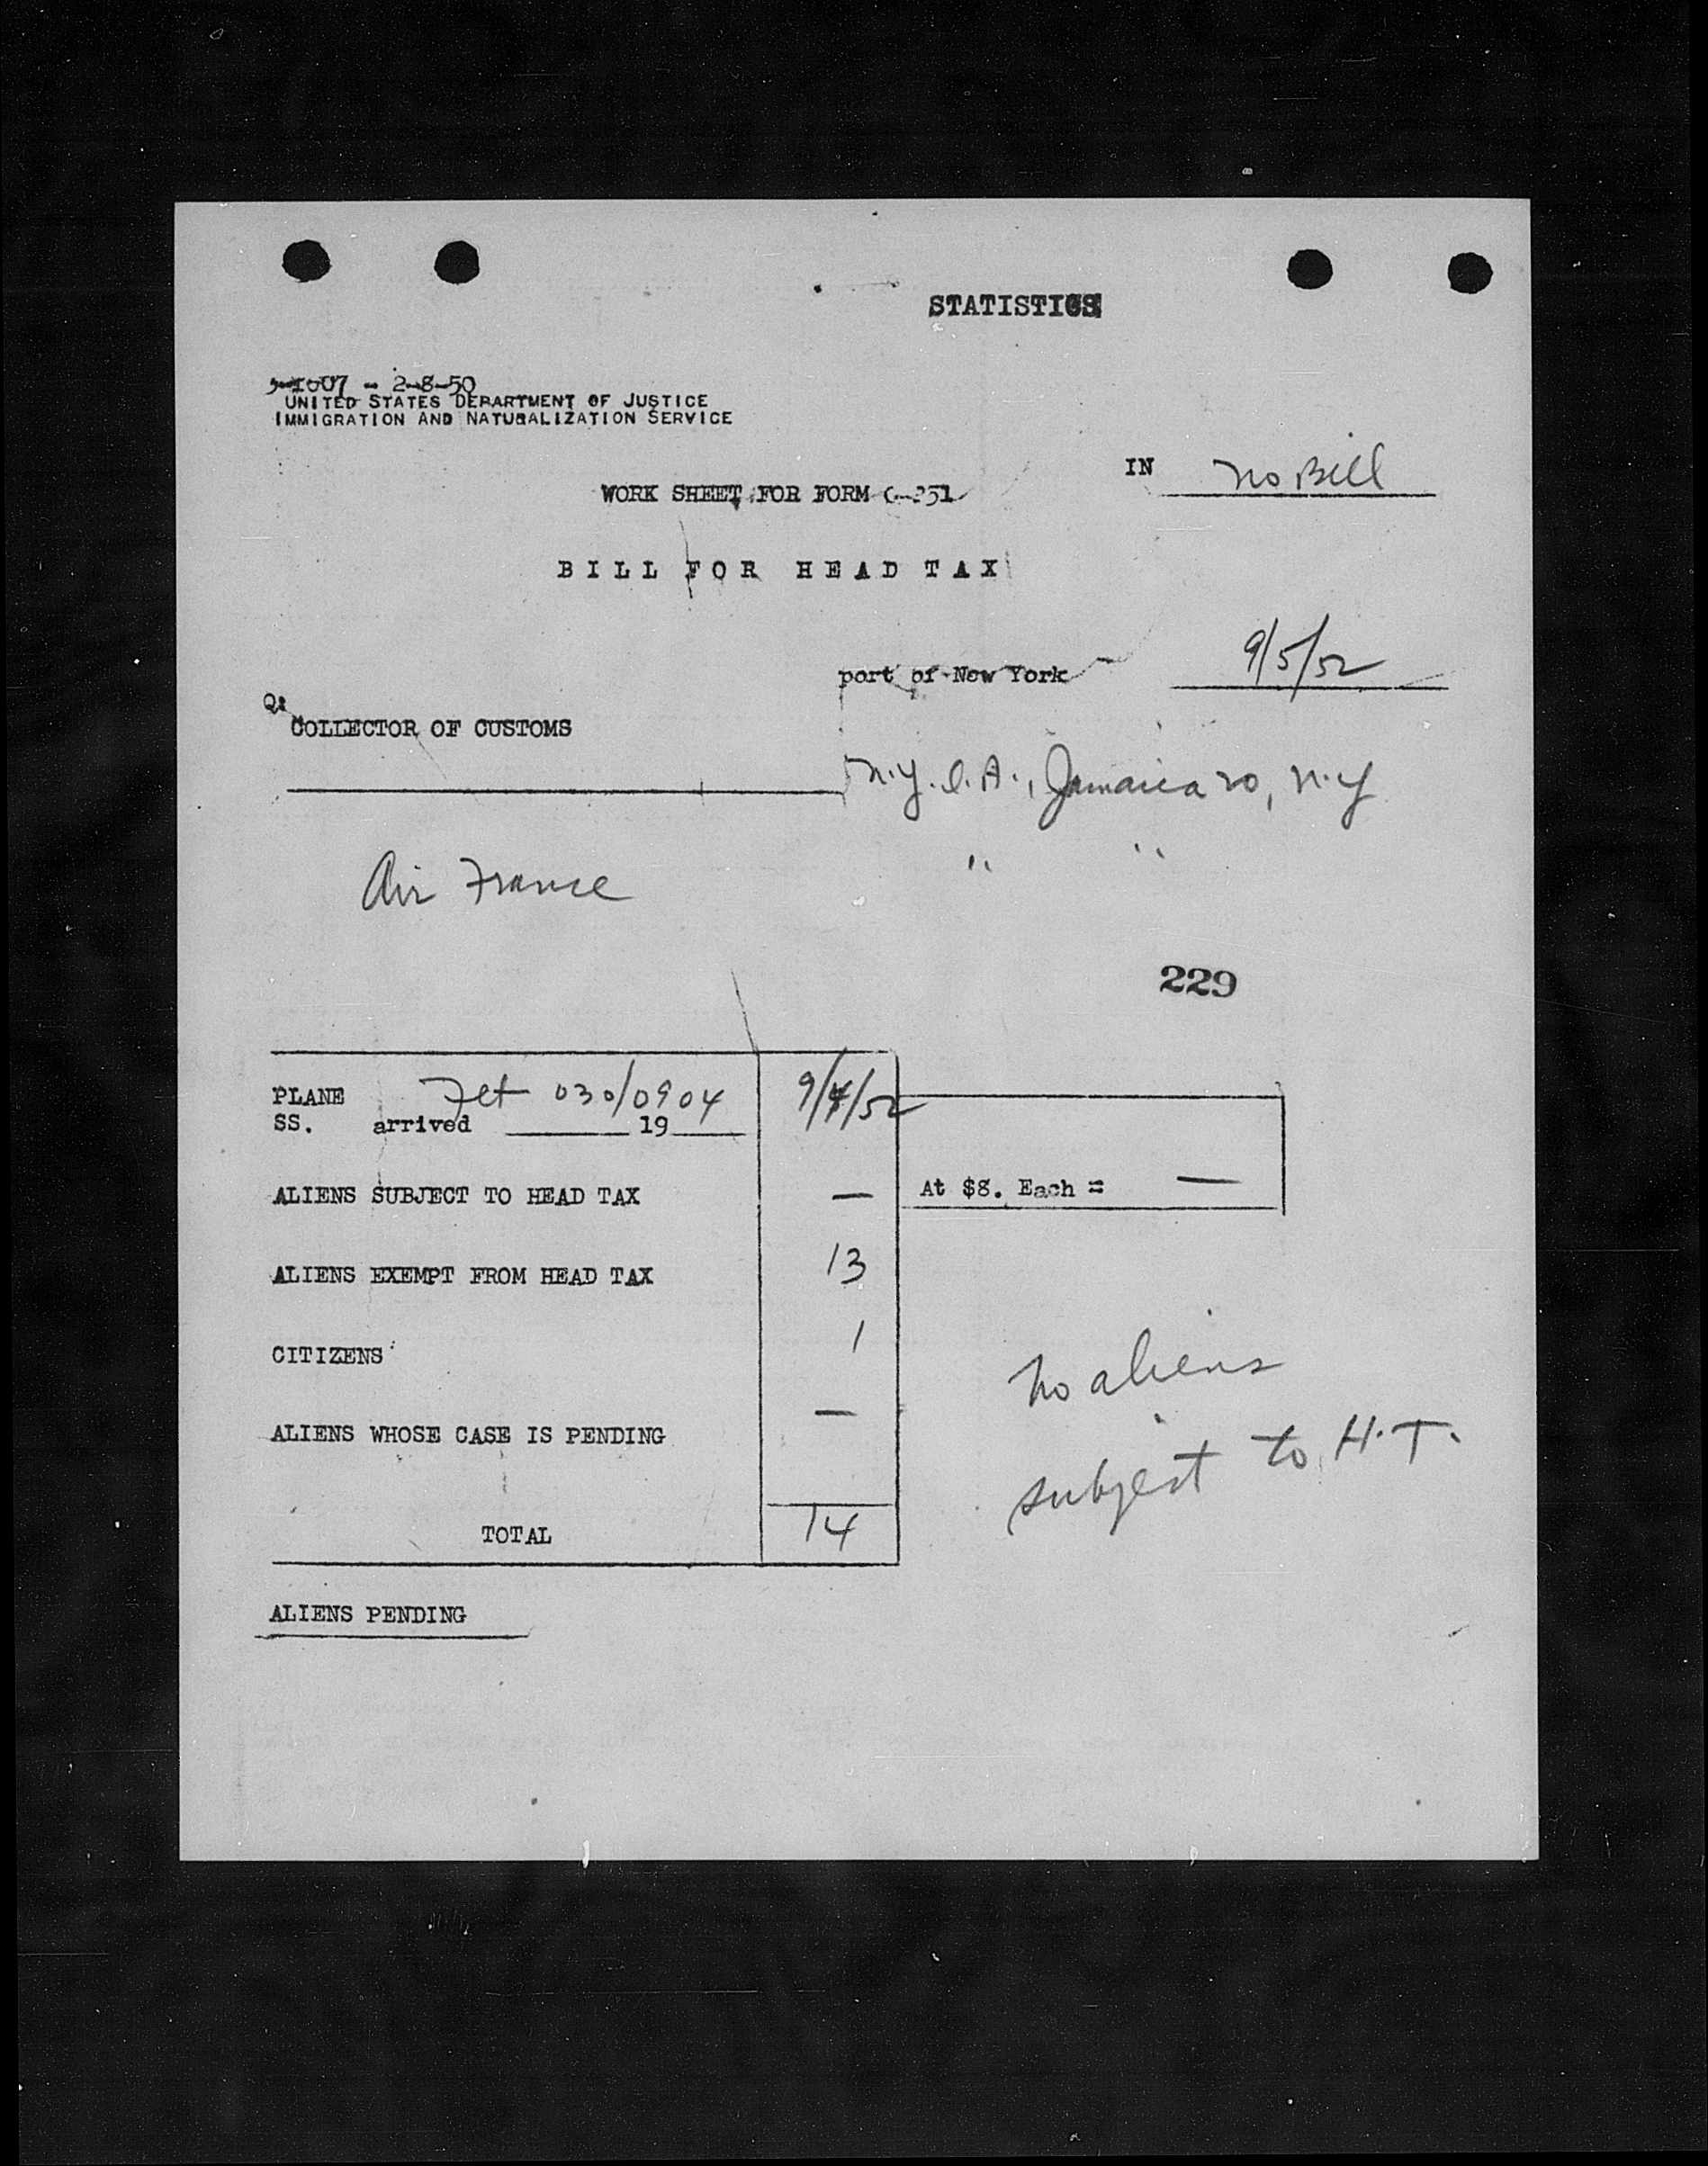 STATISTICS
1607 - 2-8-50
UNITED STATES DEPARTMENT OF JUSTICE
IMMIGRATION AND NATURALIZATION SERVICE
IN no Bill
WORK SHEET FOR FORM G-251
BILL FOR HEAD TAX
port of New York 9/5/52
COLLECTOR OF CUSTOMS
N.Y.I.A., Jamaica 20, N.Y
Air France " "
229
PLANE Flt 030/0904 9/4/52
SS. arrived 19
ALIENS SUBJECT TO HEAD TAX — At $8. Each = —
ALIENS EXEMPT FROM HEAD TAX 13
CITIZENS 1
no aliens
ALIENS WHOSE CASE IS PENDING —
subject to H.T.
TOTAL 14
ALIENS PENDING